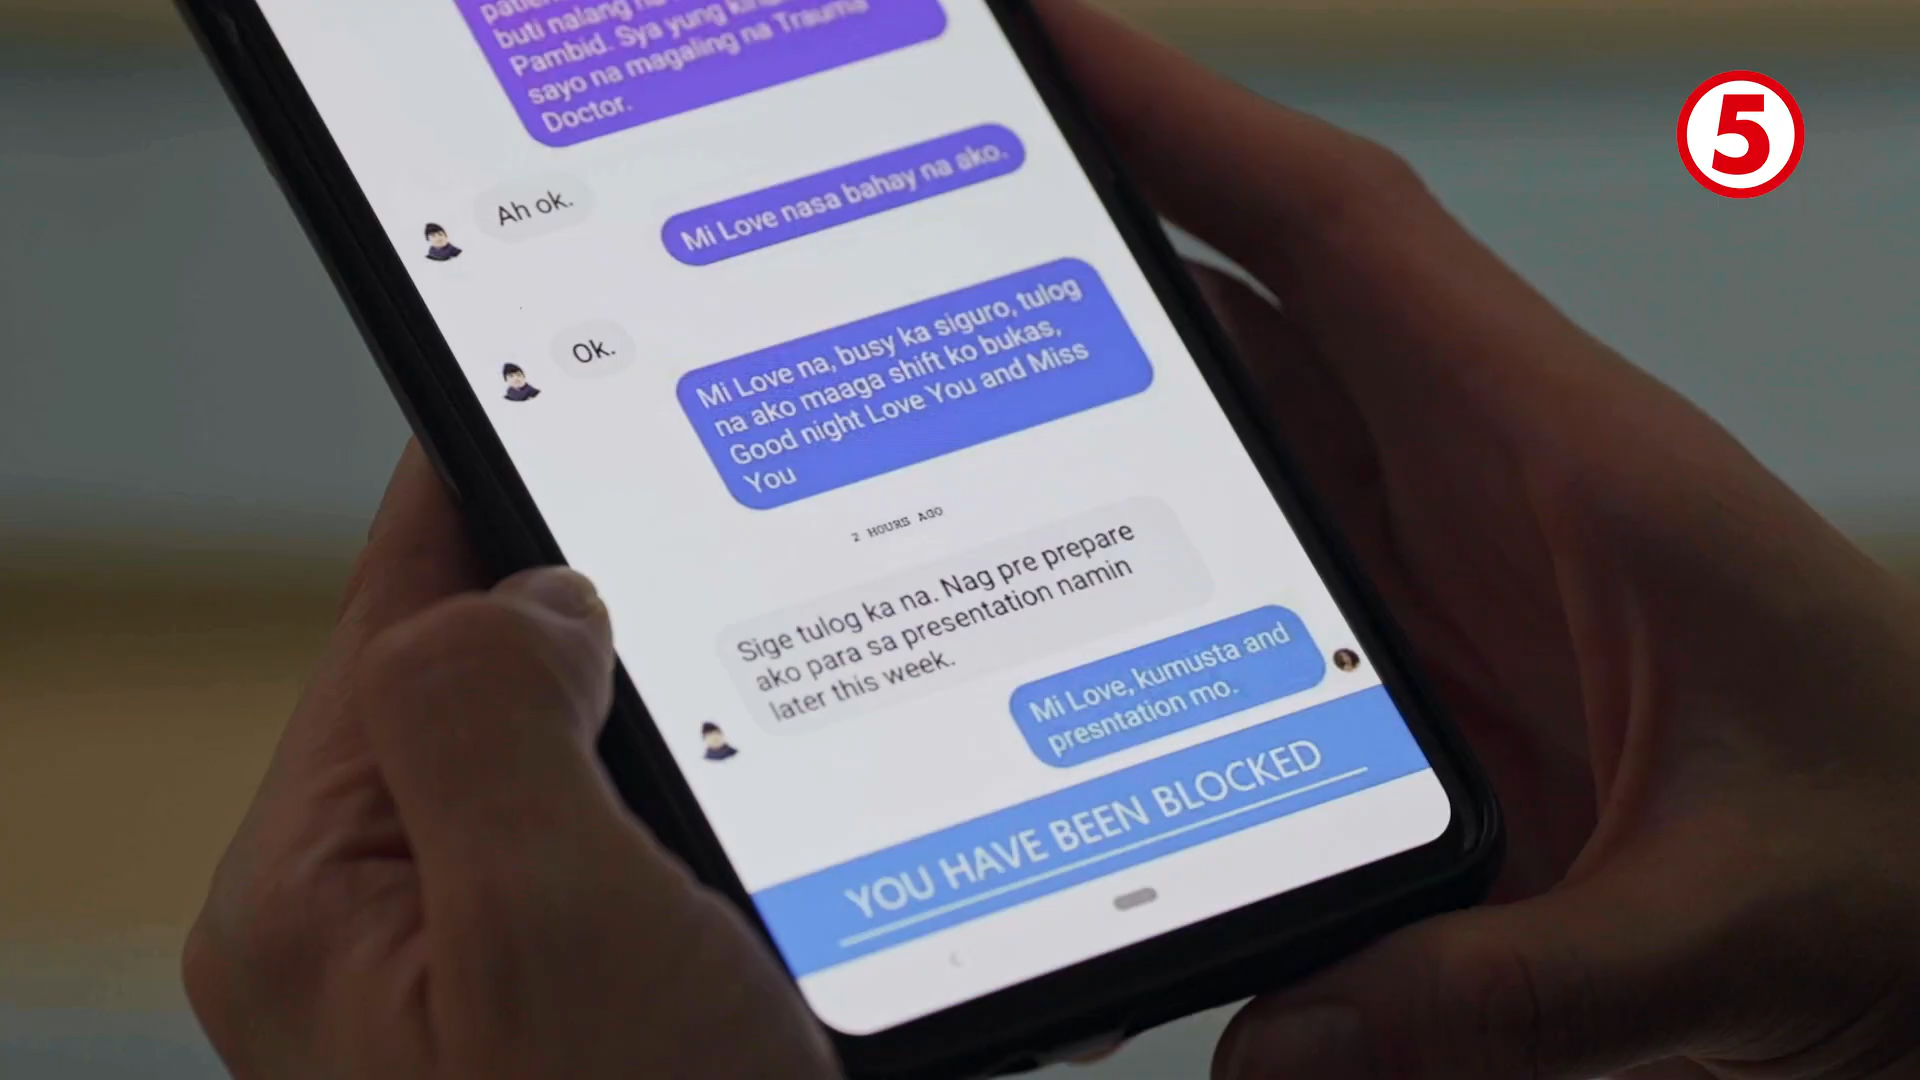 buti nalang
Pambid. Sya yung
sayo na magaling na Trauma
Doctor.
Ah ok.
Mi Love nasa bahay na ako.
Ok.
Mi Love na, busy ka siguro, tulog
na ako maaga shift ko bukas,
Good night Love You and Miss
You
2 HOURS AGO
Sige tulog ka na. Nag pre prepare
ako para sa presentation namin
later this week.
Mi Love, kumusta and
presntation mo.
YOU HAVE BEEN BLOCKED
5